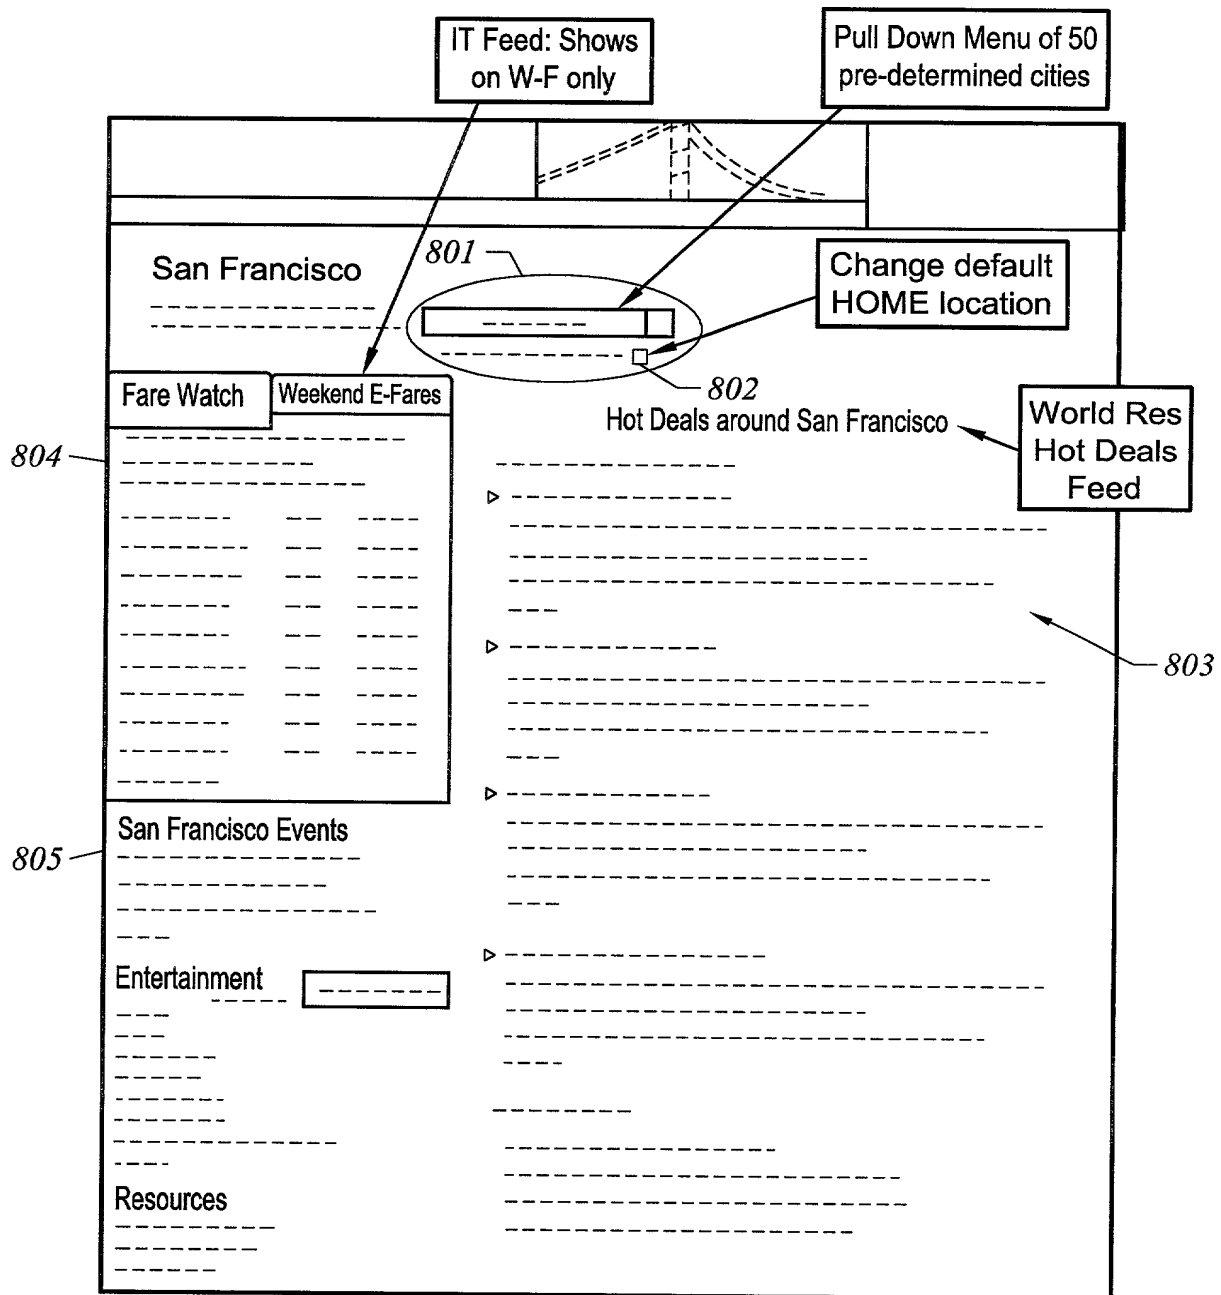 IT Feed: Shows
on W-F only
Pull Down Menu of 50
pre-determined cities
San Francisco
801
Change default
HOME location
802
Fare Watch
Weekend E-Fares
Hot Deals around San Francisco
World Res
Hot Deals
Feed
804
803
San Francisco Events
805
Entertainment
Resources